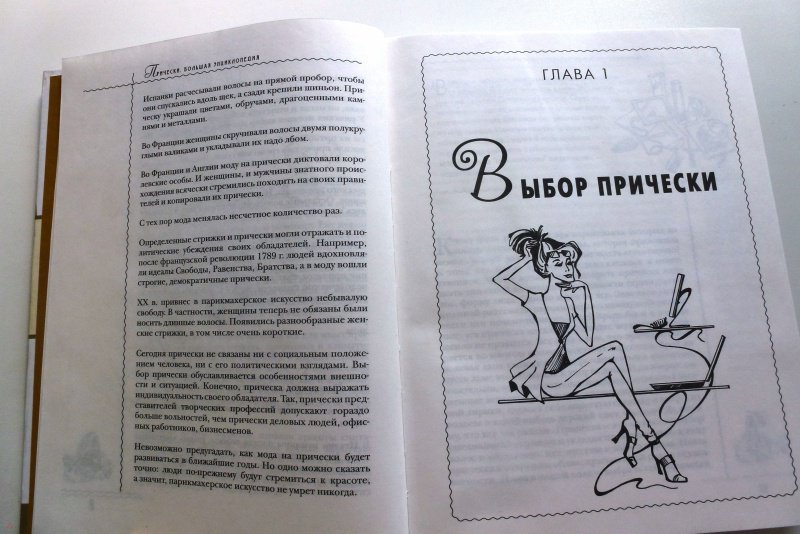 Прически. Большая энциклопедия
Испанки расчесывали волосы на прямой пробор, чтобы
они спускались вдоль щек, а сзади крепили шиньон. При-
ческу украшали цветами, обручами, драгоценными кам-
нями и металлами.
Во Франции женщины скручивали волосы двумя полукру-
глыми валиками и укладывали их надо лбом.
Во Франции и Англии моду на прически диктовали коро-
левские особы. И женщины, и мужчины знатного проис-
хождения всячески стремились походить на своих прави-
телей и копировали их прически.
С тех пор мода менялась несчетное количество раз.
Определенные стрижки и прически могли отражать и по-
литические убеждения своих обладателей. Например,
после французской революции 1789 г. людей вдохновля-
ли идеалы Свободы, Равенства, Братства, а в моду вошли
строгие, демократичные прически.
XX в. привнес в парикмахерское искусство небывалую
свободу. В частности, женщины теперь не обязаны были
носить длинные волосы. Появились разнообразные жен-
ские стрижки, в том числе очень короткие.
Сегодня прически не связаны ни с социальным положе-
нием человека, ни с его политическими взглядами. Вы-
бор прически обуславливается особенностями внешно-
сти и ситуацией. Конечно, прическа должна выражать
индивидуальность своего обладателя. Так, прически пред-
ставителей творческих профессий допускают гораздо
больше вольностей, чем прически деловых людей, офис-
ных работников, бизнесменов.
Невозможно предугадать, как мода на прически будет
развиваться в ближайшие годы. Но одно можно сказать
точно: люди по-прежнему будут стремиться к красоте,
а значит, парикмахерское искусство не умрет никогда.
ГЛАВА 1
Выбор прически